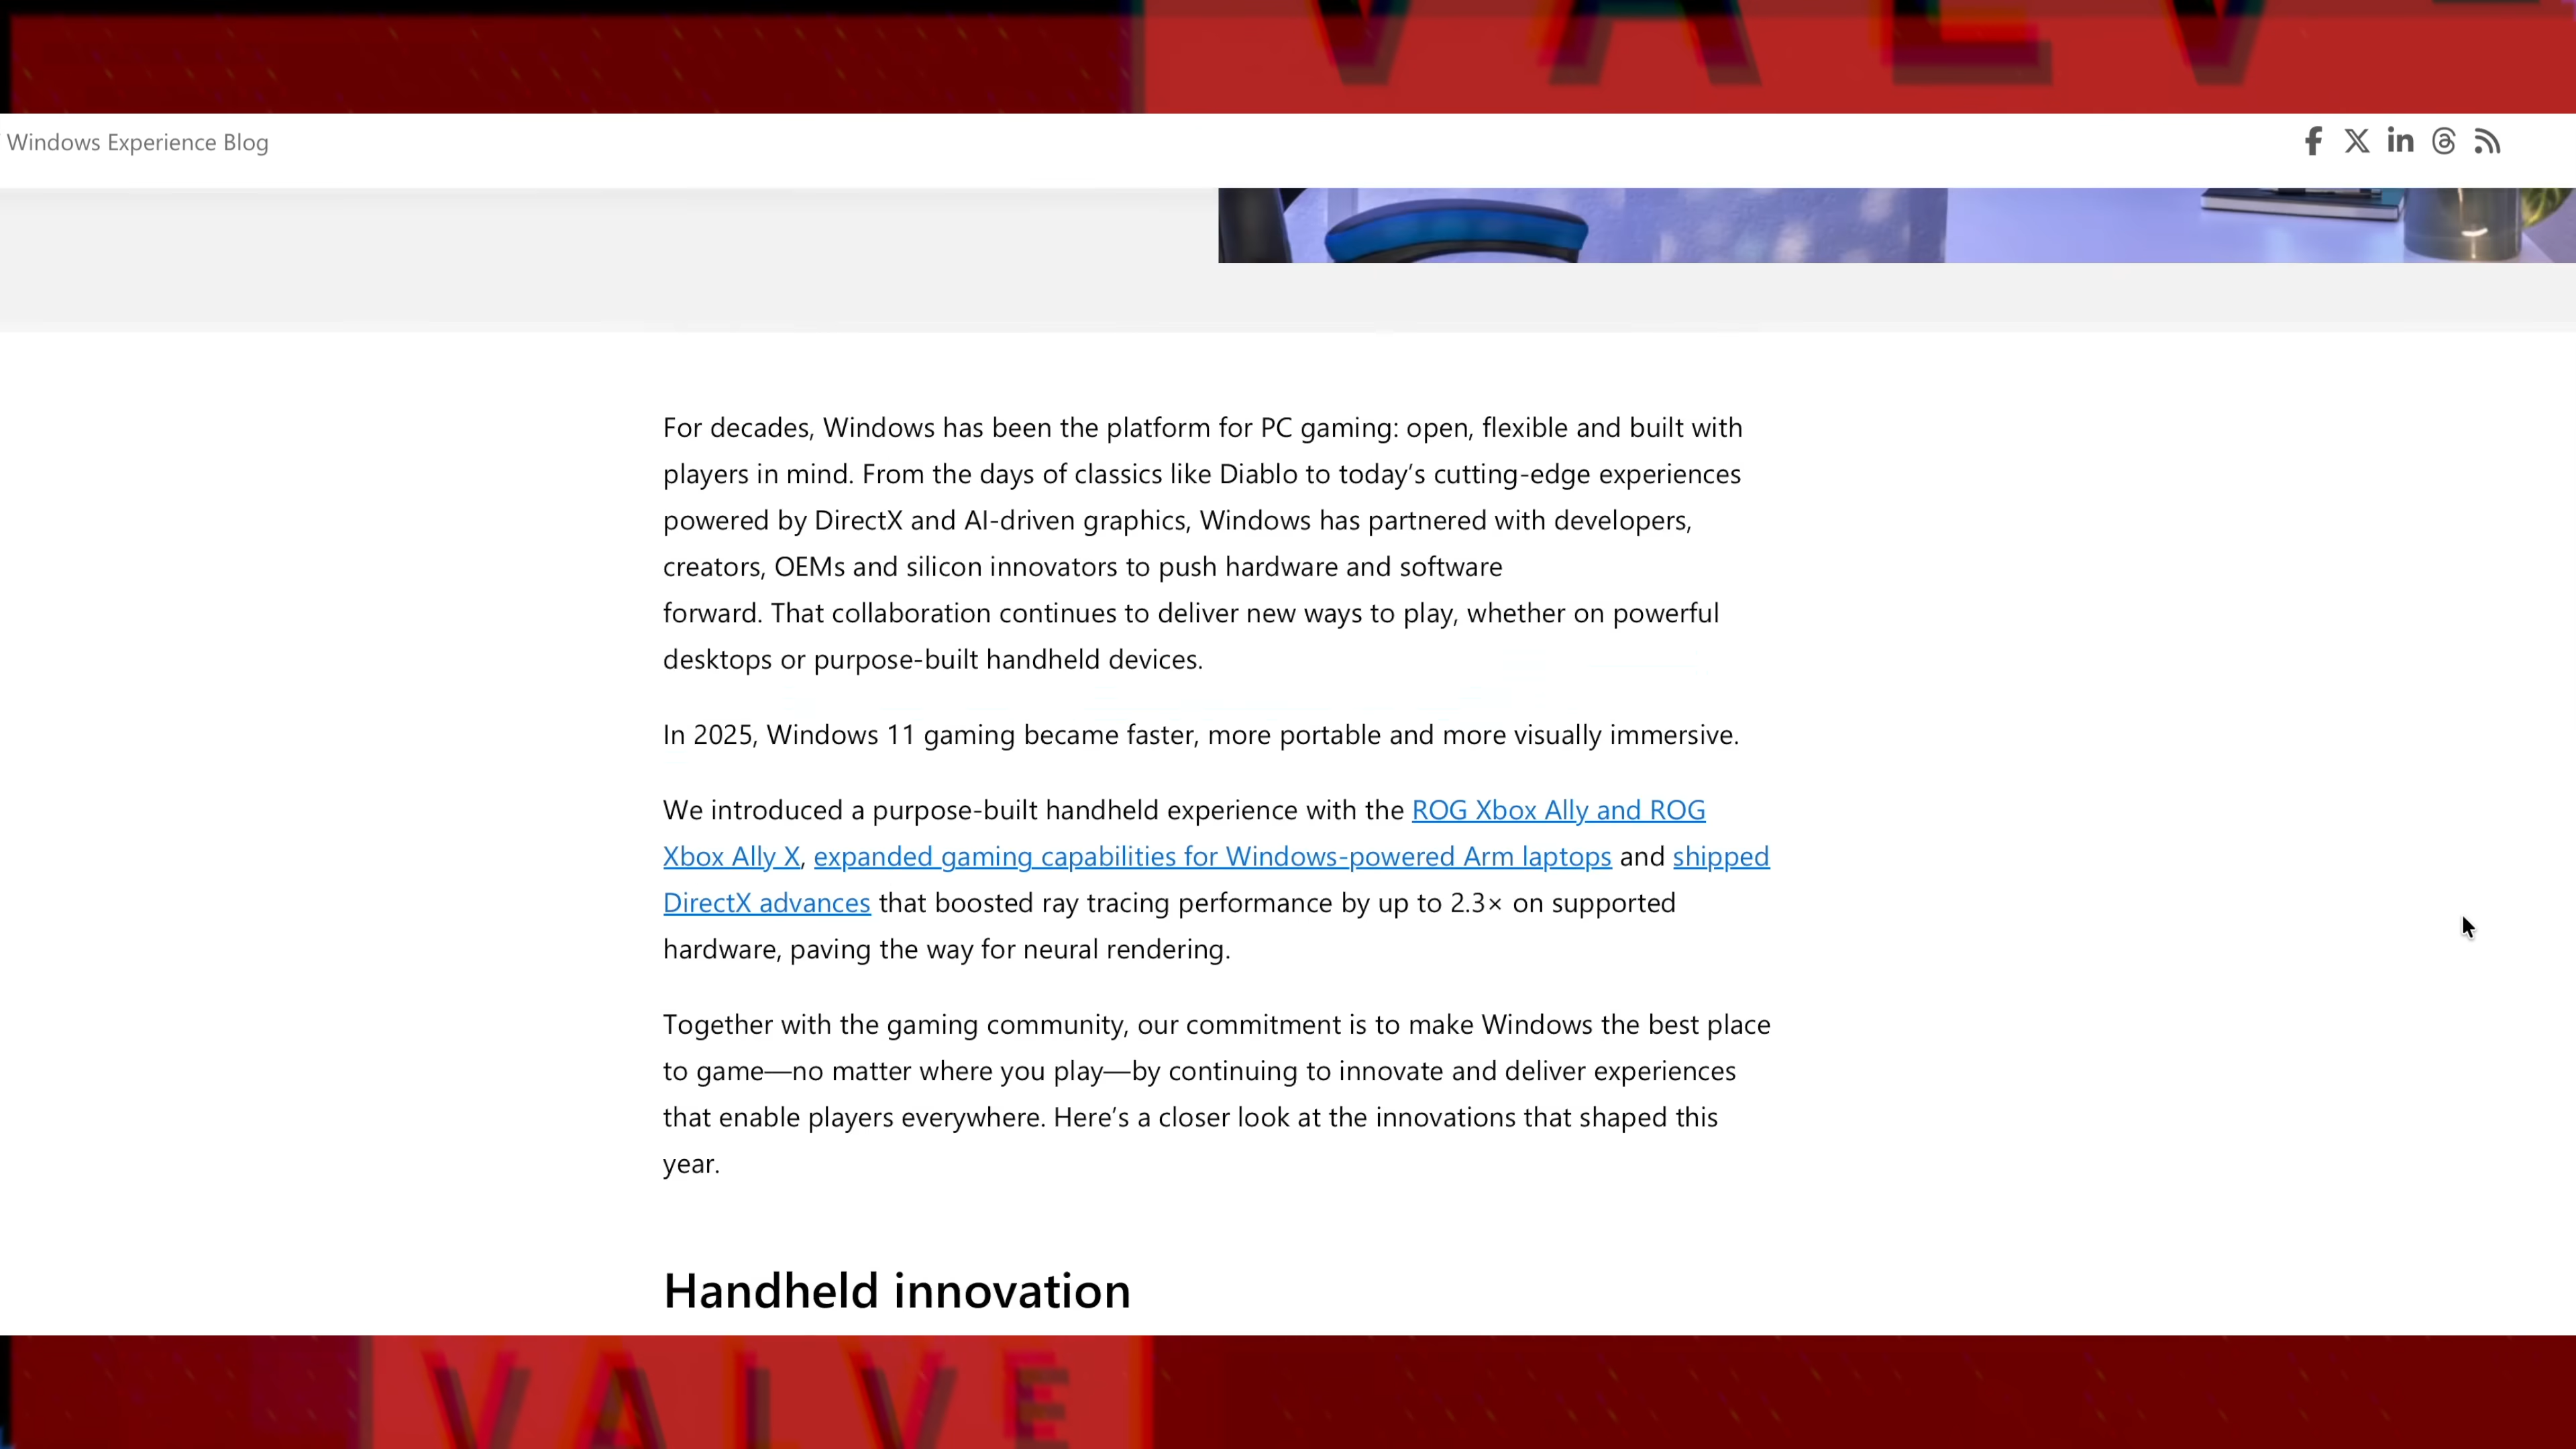 VALV
Windows Experience Blog
For decades, Windows has been the platform for PC gaming: open, flexible and built with
players in mind. From the days of classics like Diablo to today’s cutting-edge experiences
powered by DirectX and AI-driven graphics, Windows has partnered with developers,
creators, OEMs and silicon innovators to push hardware and software
forward. That collaboration continues to deliver new ways to play, whether on powerful
desktops or purpose-built handheld devices.
In 2025, Windows 11 gaming became faster, more portable and more visually immersive.
We introduced a purpose-built handheld experience with the ROG Xbox Ally and ROG
Xbox Ally X, expanded gaming capabilities for Windows-powered Arm laptops and shipped
DirectX advances that boosted ray tracing performance by up to 2.3× on supported
hardware, paving the way for neural rendering.
Together with the gaming community, our commitment is to make Windows the best place
to game—no matter where you play—by continuing to innovate and deliver experiences
that enable players everywhere. Here’s a closer look at the innovations that shaped this
year.
Handheld innovation
VALVE